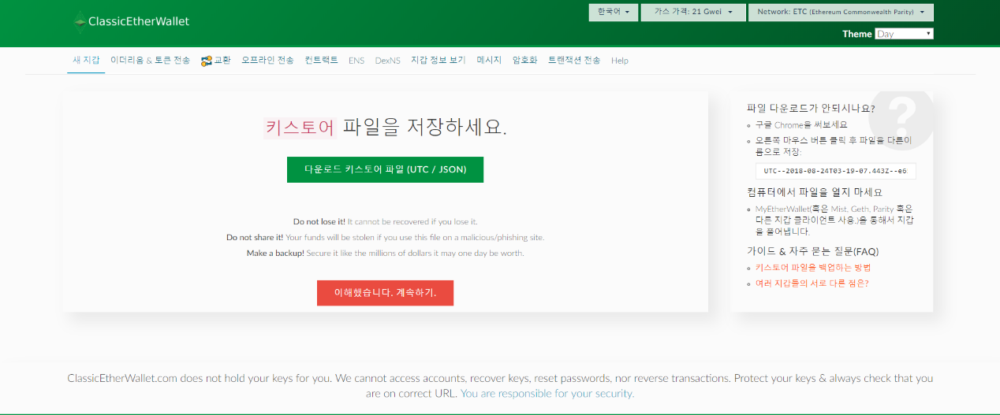 ClassicEtherWallet
한국어
가스 가격: 21 Gwei
Network: ETC (Ethereum Commonwealth Parity)
Theme Day
새 지갑
이더리움 & 토큰 전송
교환
오프라인 전송
컨트랙트
ENS
DexNS
지갑 정보 보기
메시지
암호화
트랜잭션 전송
Help
키스토어 파일을 저장하세요.
다운로드 키스토어 파일 (UTC / JSON)
Do not lose it! It cannot be recovered if you lose it.
Do not share it! Your funds will be stolen if you use this file on a malicious/phishing site.
Make a backup! Secure it like the millions of dollars it may one day be worth.
이해했습니다. 계속하기.
?
파일 다운로드가 안되시나요?
구글 Chrome을 써보세요
오른쪽 마우스 버튼 클릭 후 파일을 다른이
름으로 저장:
UTC--2018-08-24T03-19-07.443Z--e6
컴퓨터에서 파일을 열지 마세요
MyEtherWallet(혹은 Mist, Geth, Parity 혹은
다른 지갑 클라이언트 사용.)을 통해서 지갑
을 풀어냅니다.
가이드 & 자주 묻는 질문(FAQ)
키스토어 파일을 백업하는 방법
여러 지갑들의 서로 다른 점은?
ClassicEtherWallet.com does not hold your keys for you. We cannot access accounts, recover keys, reset passwords, nor reverse transactions. Protect your keys & always check that you
are on correct URL. You are responsible for your security.